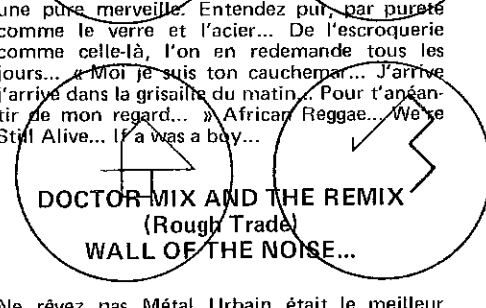 une pure merveille. Entendez pur, par pureté
comme le verre et l'acier... De l'escroquerie
comme celle-là, l'on en redemande tous les
jours... « Moi je suis ton cauchemar... J'arrive
j'arrive dans la grisaille du matin... Pour t'anéan-
tir de mon regard... » African Reggae... We're
Still Alive... If a was a boy...
DOCTOR MIX AND THE REMIX
(Rough Trade)
WALL OF THE NOISE...
Ne rêvez pas Métal Urbain était le meilleur